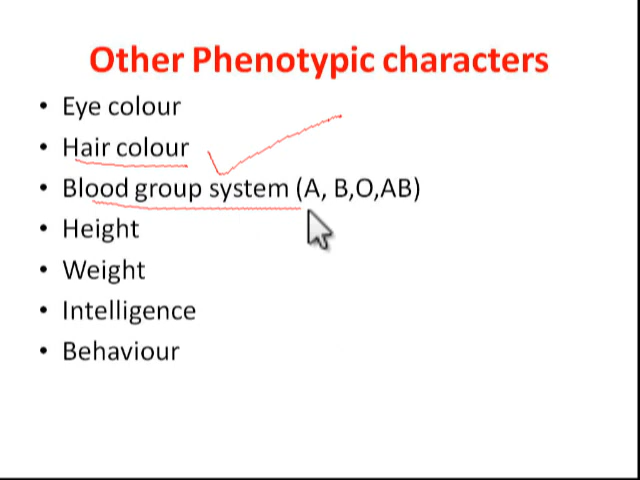 Other Phenotypic characters
• Eye colour
• Hair colour
• Blood group system (A, B,O,AB)
• Height
• Weight
• Intelligence
• Behaviour